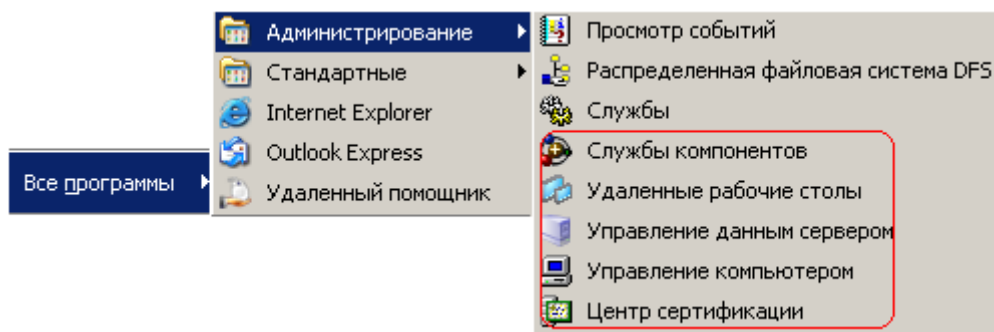 Все программы
Администрирование
Стандартные
Internet Explorer
Outlook Express
Удаленный помощник
Просмотр событий
Распределенная файловая система DFS
Службы
Службы компонентов
Удаленные рабочие столы
Управление данным сервером
Управление компьютером
Центр сертификации